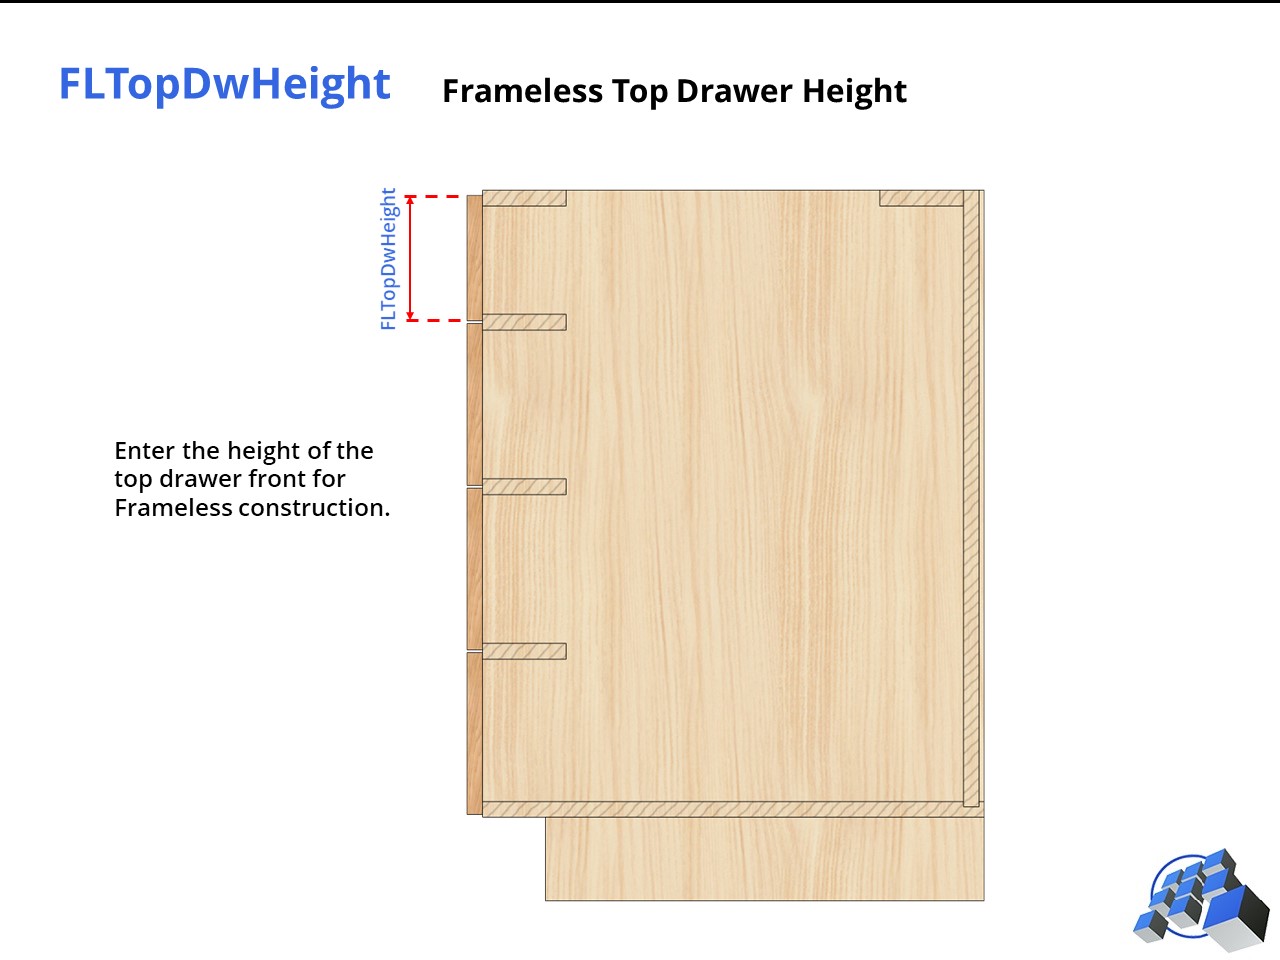 FLTopDwHeight
Frameless Top Drawer Height
FLTopDwHeight
Enter the height of the
top drawer front for
Frameless construction.